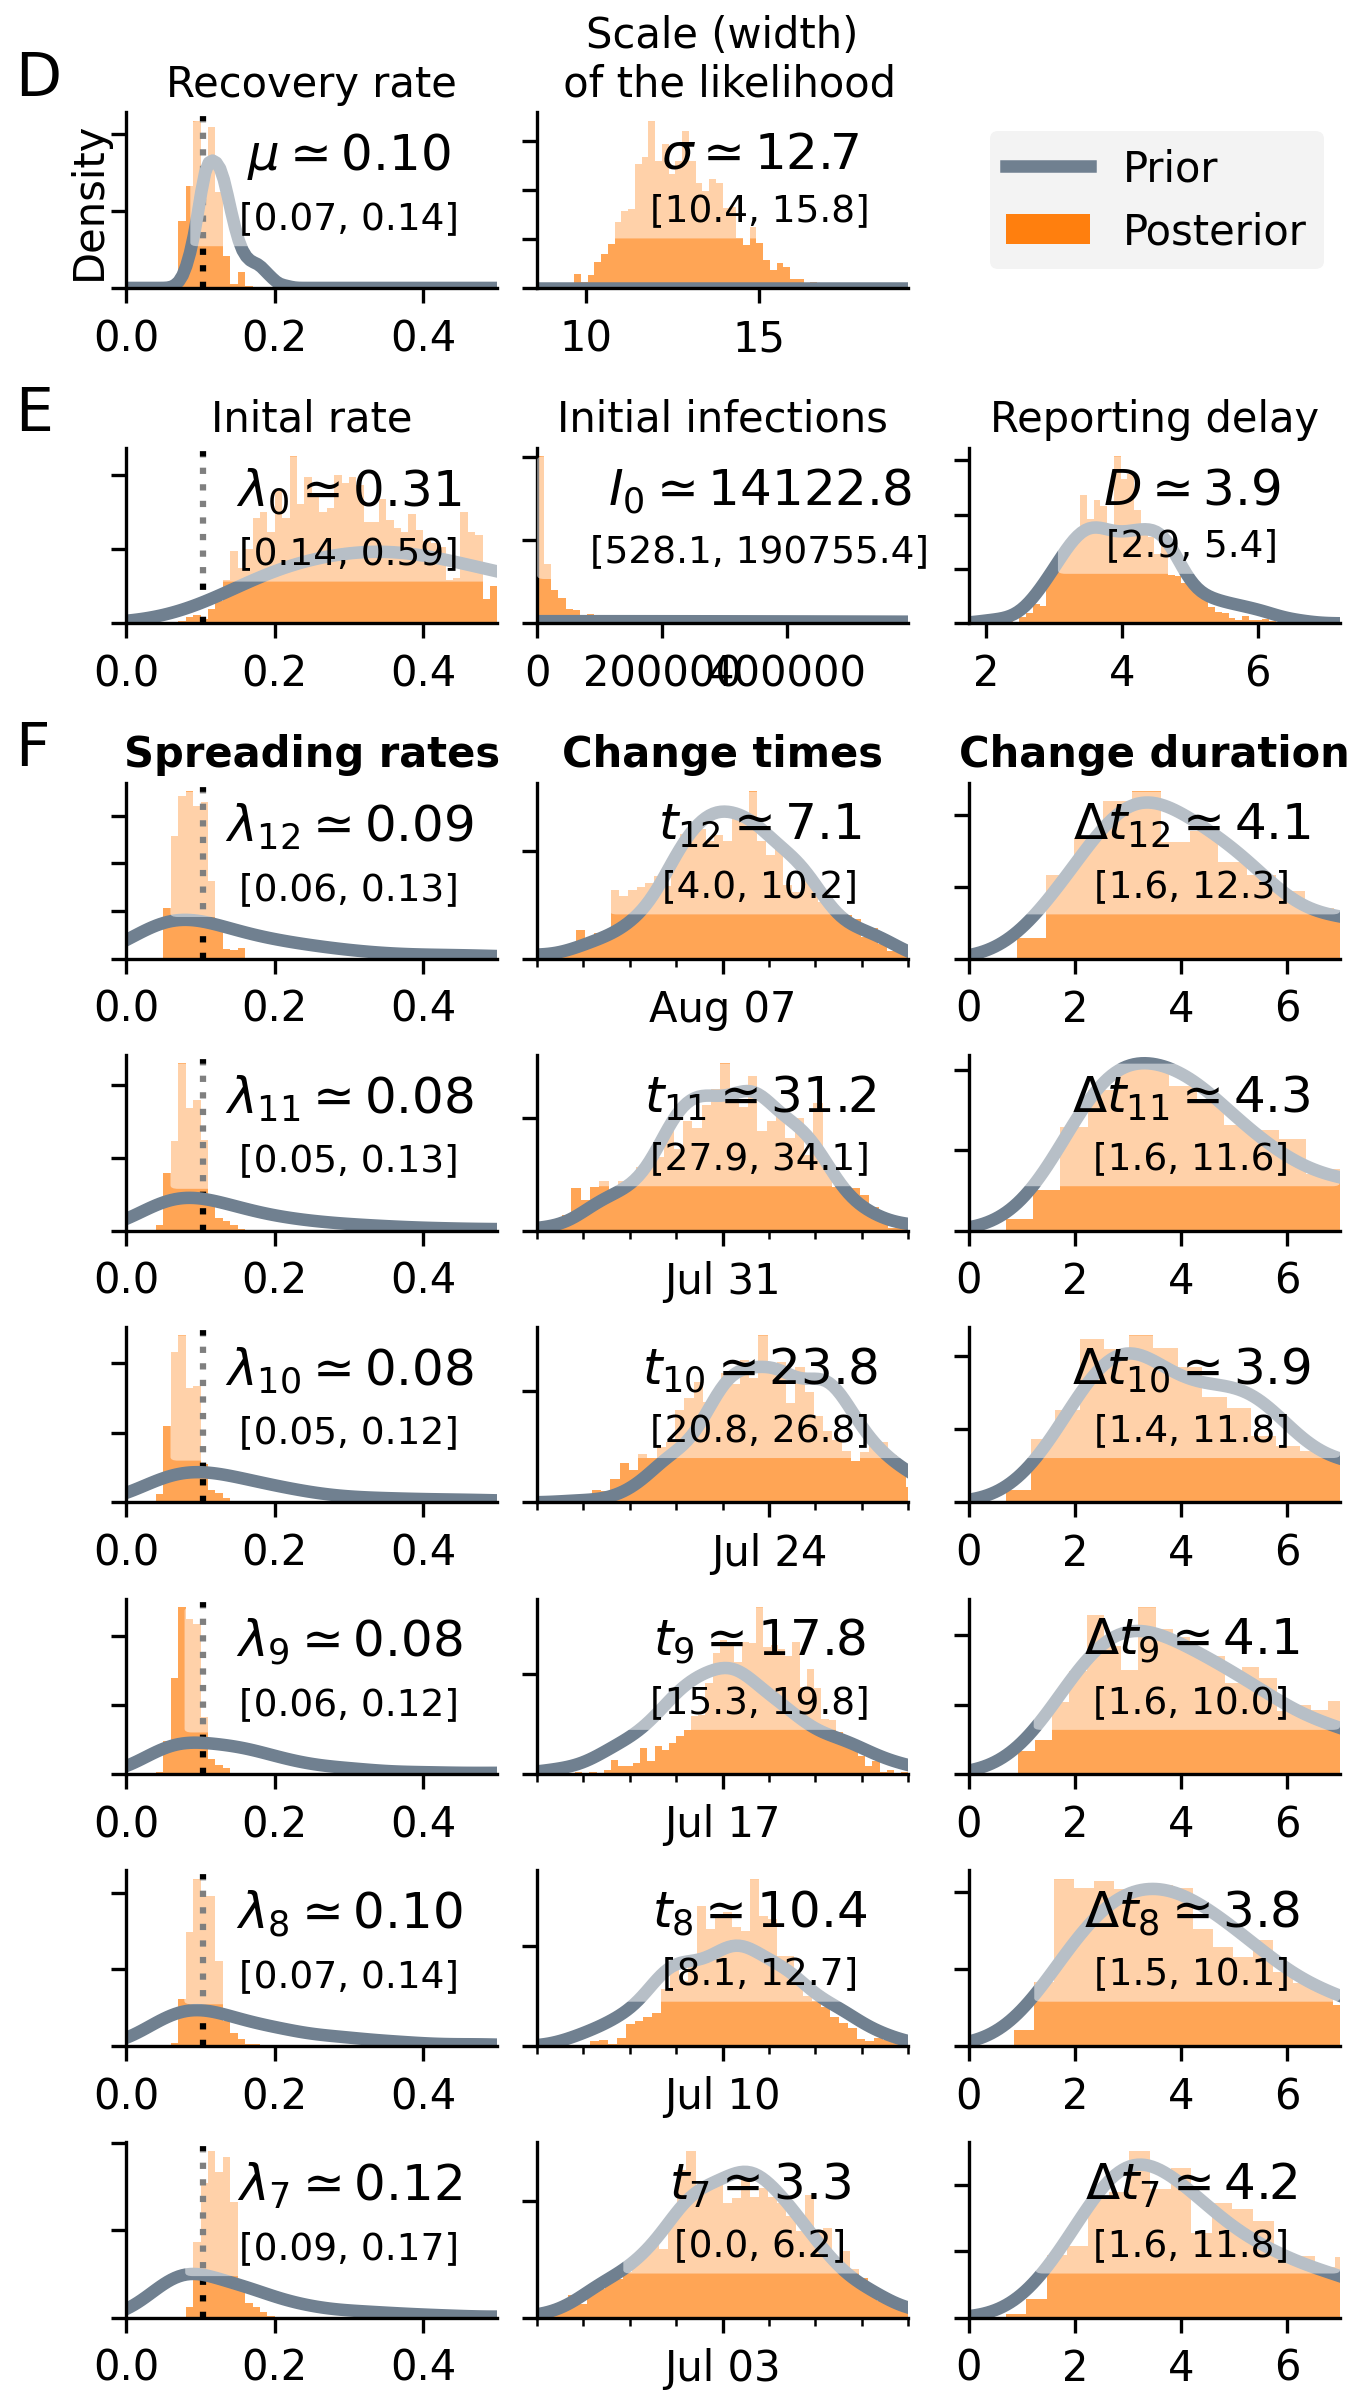 D
Recovery rate
Scale (width)
of the likelihood
Density
μ ≃ 0.10
[0.07, 0.14]
σ ≃ 12.7
[10.4, 15.8]
Prior
Posterior
0.0 0.2 0.4
10 15
E
Inital rate
Initial infections
Reporting delay
λ₀ ≃ 0.31
[0.14, 0.59]
I₀ ≃ 14122.8
[528.1, 190755.4]
D ≃ 3.9
[2.9, 5.4]
0.0 0.2 0.4
0 200000 400000
2 4 6
F
Spreading rates
Change times
Change duration
λ₁₂ ≃ 0.09
[0.06, 0.13]
t₁₂ ≃ 7.1
[4.0, 10.2]
Δt₁₂ ≃ 4.1
[1.6, 12.3]
0.0 0.2 0.4
Aug 07
0 2 4 6
λ₁₁ ≃ 0.08
[0.05, 0.13]
t₁₁ ≃ 31.2
[27.9, 34.1]
Δt₁₁ ≃ 4.3
[1.6, 11.6]
0.0 0.2 0.4
Jul 31
0 2 4 6
λ₁₀ ≃ 0.08
[0.05, 0.12]
t₁₀ ≃ 23.8
[20.8, 26.8]
Δt₁₀ ≃ 3.9
[1.4, 11.8]
0.0 0.2 0.4
Jul 24
0 2 4 6
λ₉ ≃ 0.08
[0.06, 0.12]
t₉ ≃ 17.8
[15.3, 19.8]
Δt₉ ≃ 4.1
[1.6, 10.0]
0.0 0.2 0.4
Jul 17
0 2 4 6
λ₈ ≃ 0.10
[0.07, 0.14]
t₈ ≃ 10.4
[8.1, 12.7]
Δt₈ ≃ 3.8
[1.5, 10.1]
0.0 0.2 0.4
Jul 10
0 2 4 6
λ₇ ≃ 0.12
[0.09, 0.17]
t₇ ≃ 3.3
[0.0, 6.2]
Δt₇ ≃ 4.2
[1.6, 11.8]
0.0 0.2 0.4
Jul 03
0 2 4 6